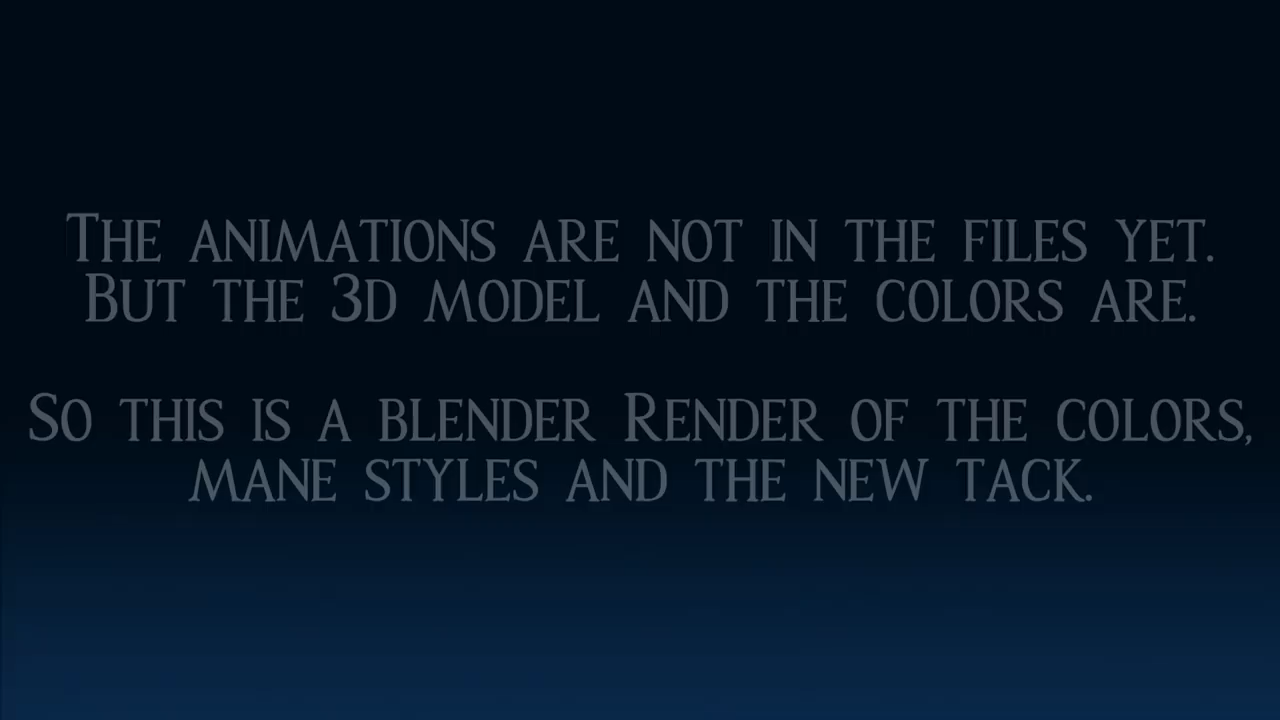 The animations are not in the files yet.
But the 3d model and the colors are.
So this is a blender Render of the colors,
mane styles and the new tack.